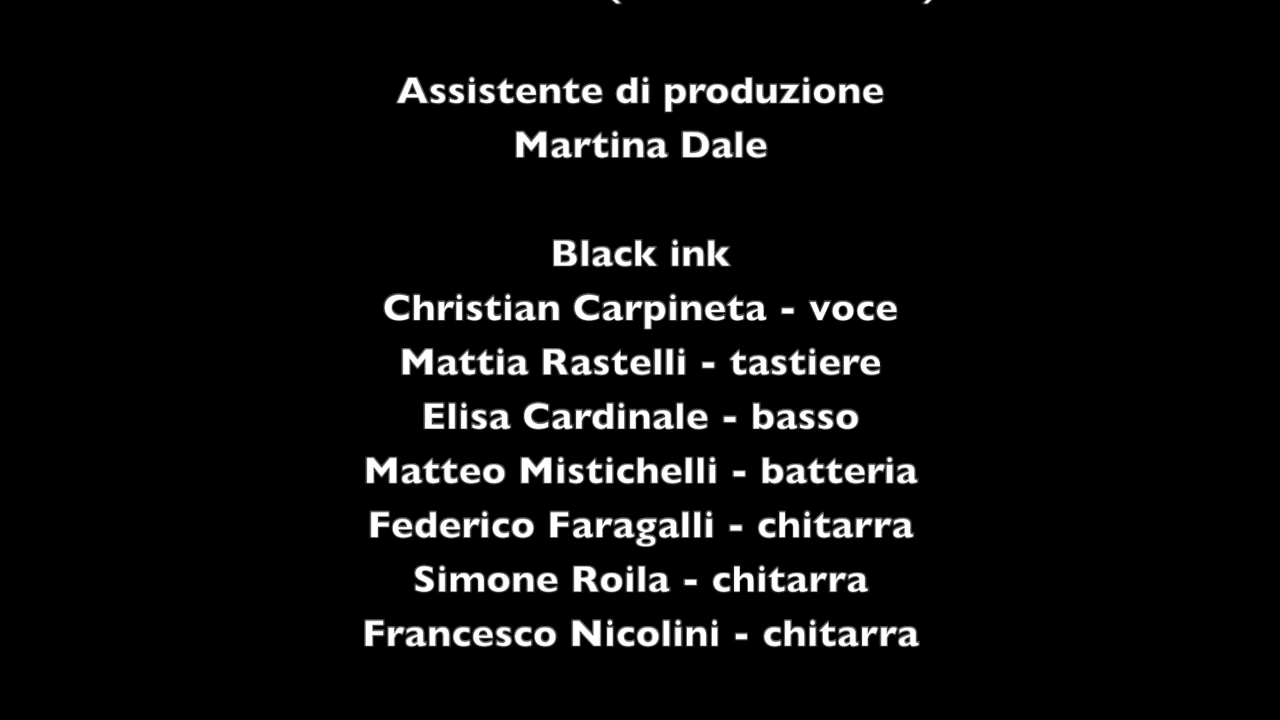 Assistente di produzione
Martina Dale
Black ink
Christian Carpineta - voce
Mattia Rastelli - tastiere
Elisa Cardinale - basso
Matteo Mistichelli - batteria
Federico Faragalli - chitarra
Simone Roila - chitarra
Francesco Nicolini - chitarra